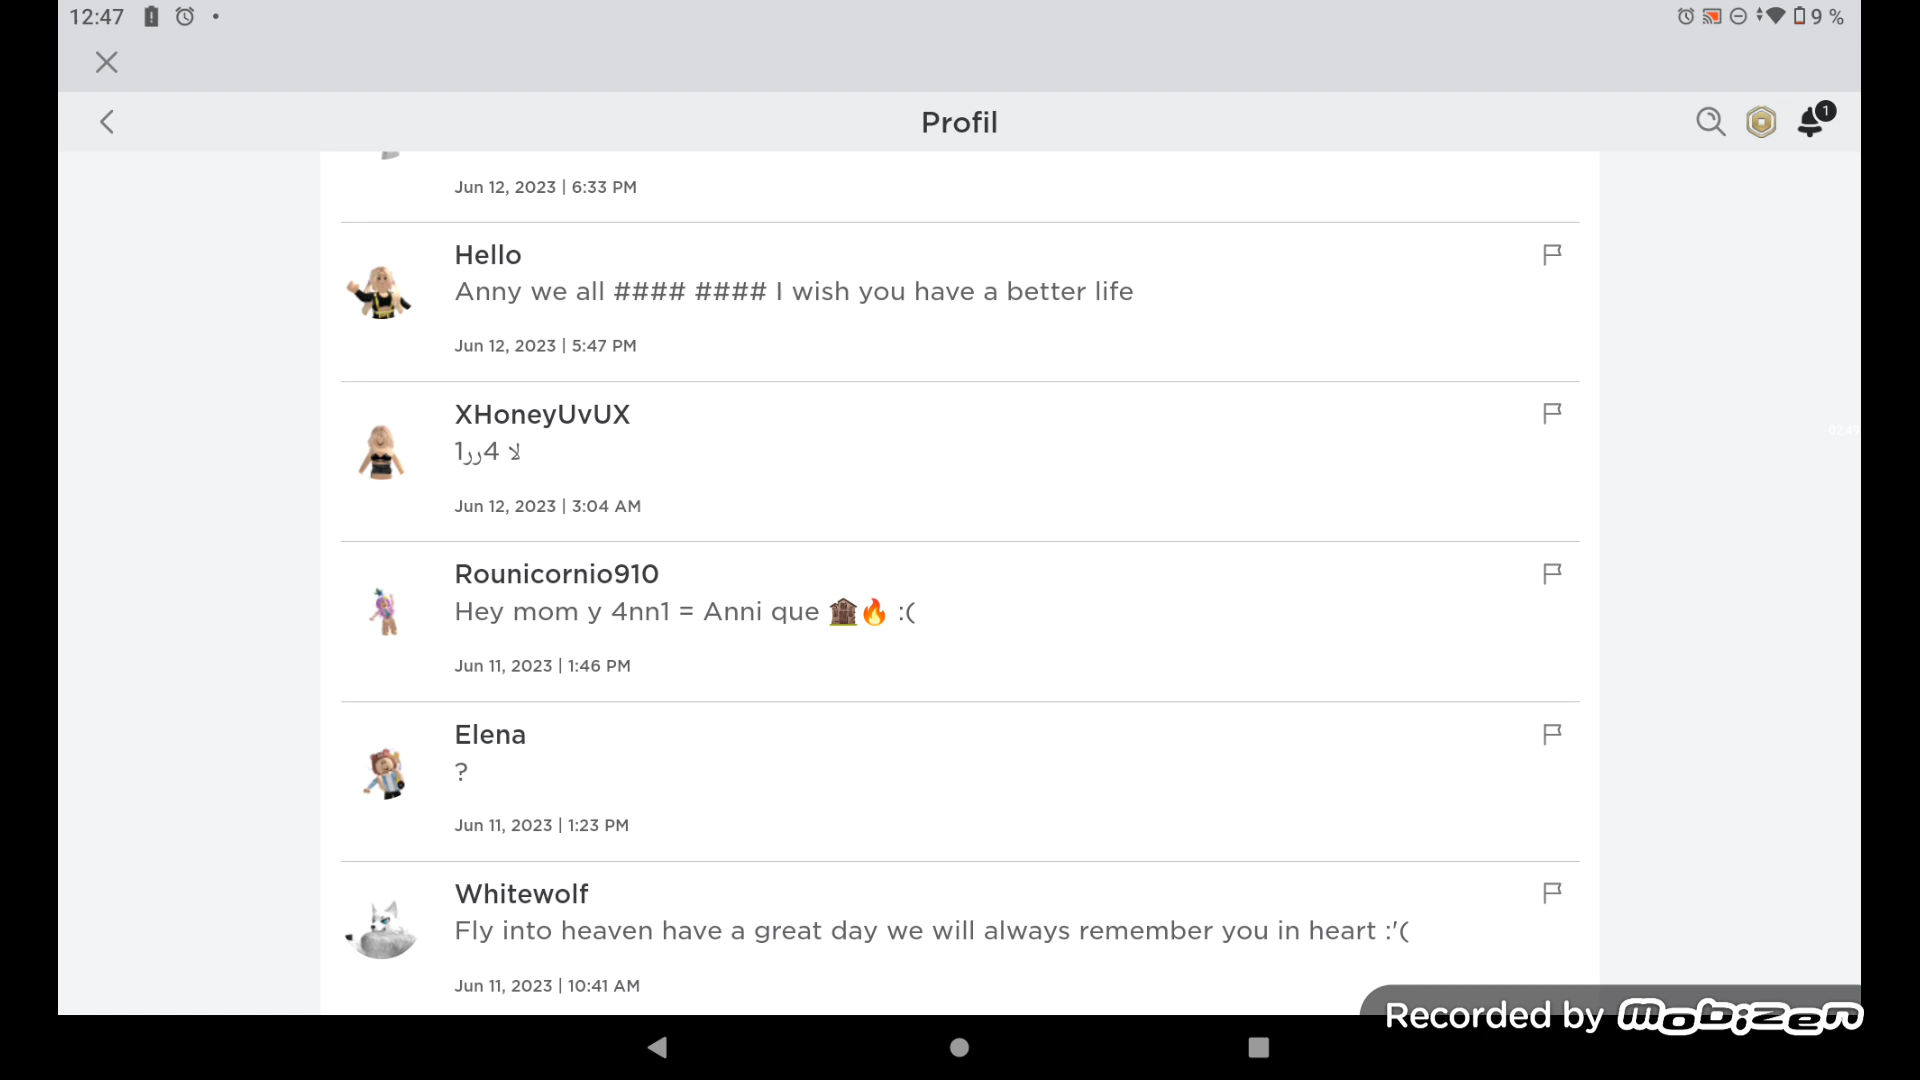 12:47
9 %
Profil
1
Jun 12, 2023 | 6:33 PM
Hello
Anny we all #### #### I wish you have a better life
Jun 12, 2023 | 5:47 PM
XHoneyUvUX
لا 4رر1
Jun 12, 2023 | 3:04 AM
Rounicornio910
Hey mom y 4nn1 = Anni que 🏚🔥 :(
Jun 11, 2023 | 1:46 PM
Elena
?
Jun 11, 2023 | 1:23 PM
Whitewolf
Fly into heaven have a great day we will always remember you in heart :'(
Jun 11, 2023 | 10:41 AM
Recorded by mobizen